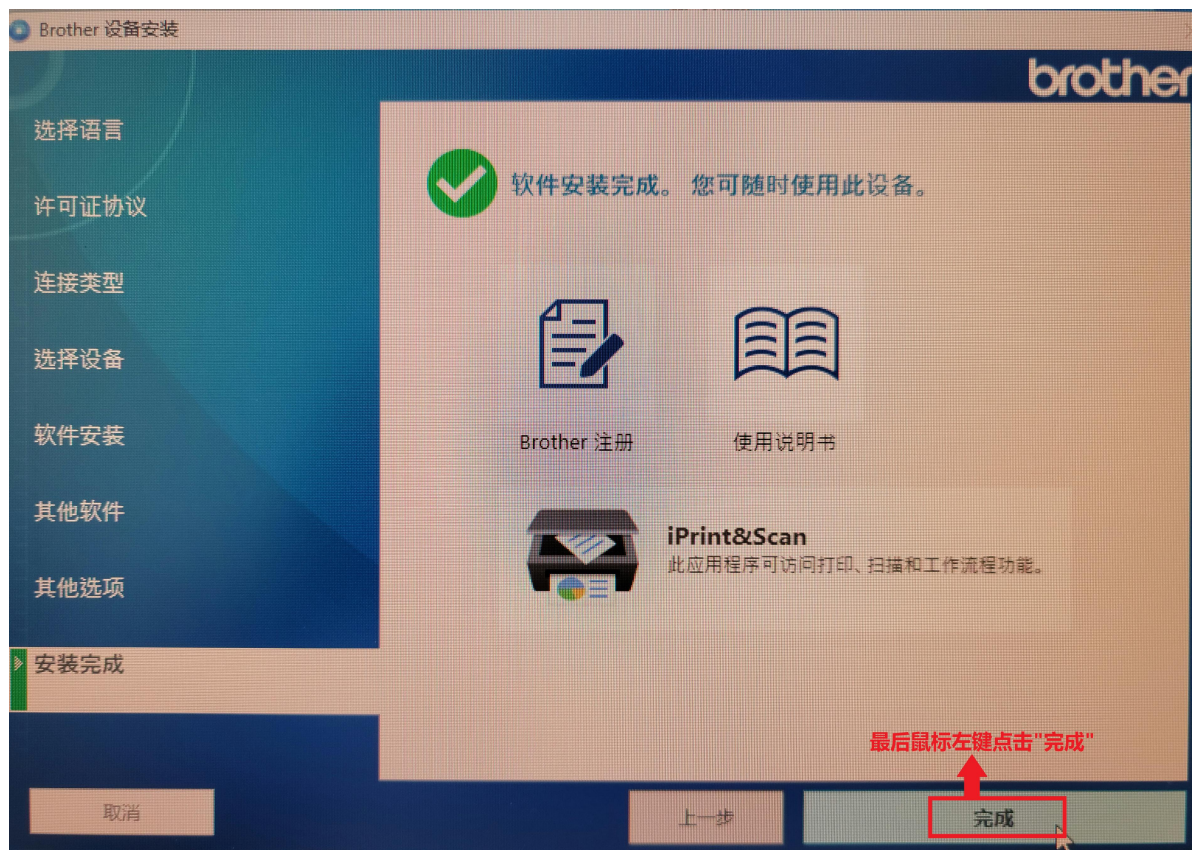 Brother 设备安装
brother
选择语言
许可证协议
连接类型
选择设备
软件安装
其他软件
其他选项
安装完成
软件安装完成。 您可随时使用此设备。
Brother 注册
使用说明书
iPrint&Scan
此应用程序可访问打印、扫描和工作流程功能。
最后鼠标左键点击"完成"
取消
上一步
完成